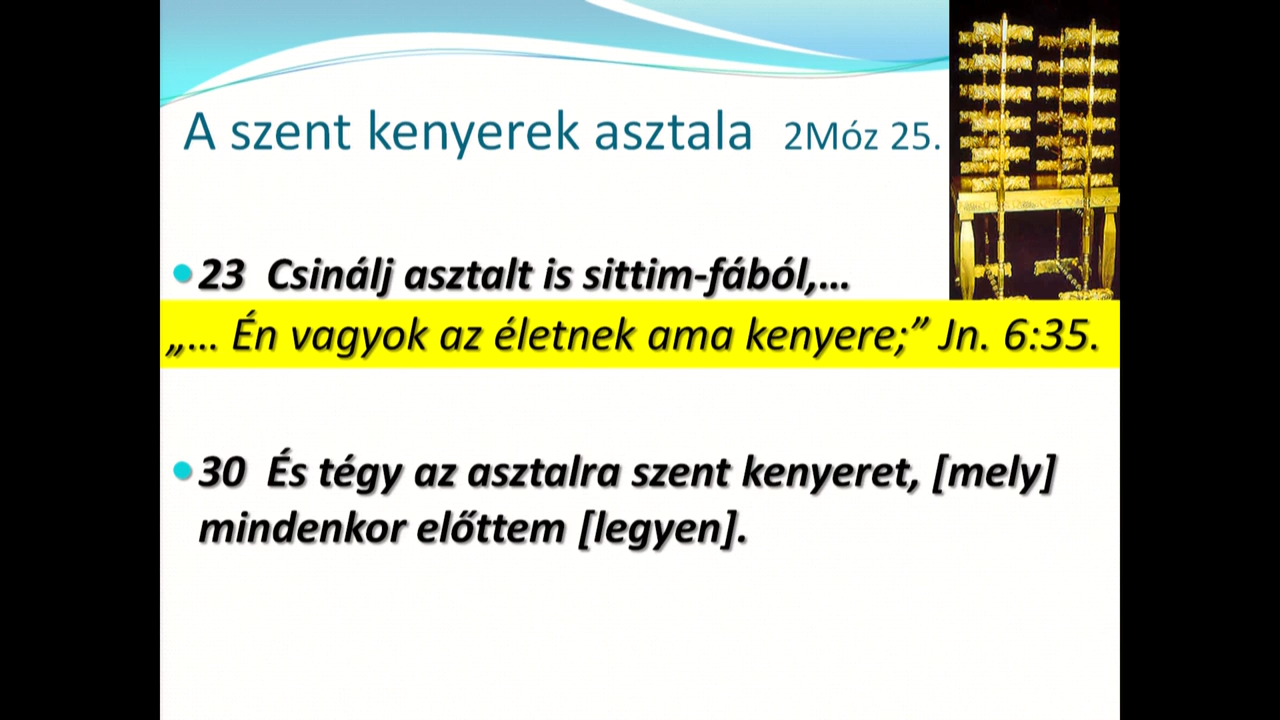 A szent kenyerek asztala 2Móz 25.
23 Csinálj asztalt is sittim-fából,...
„... Én vagyok az életnek ama kenyere;” Jn. 6:35.
30 És tégy az asztalra szent kenyeret, [mely]
mindenkor előttem [legyen].